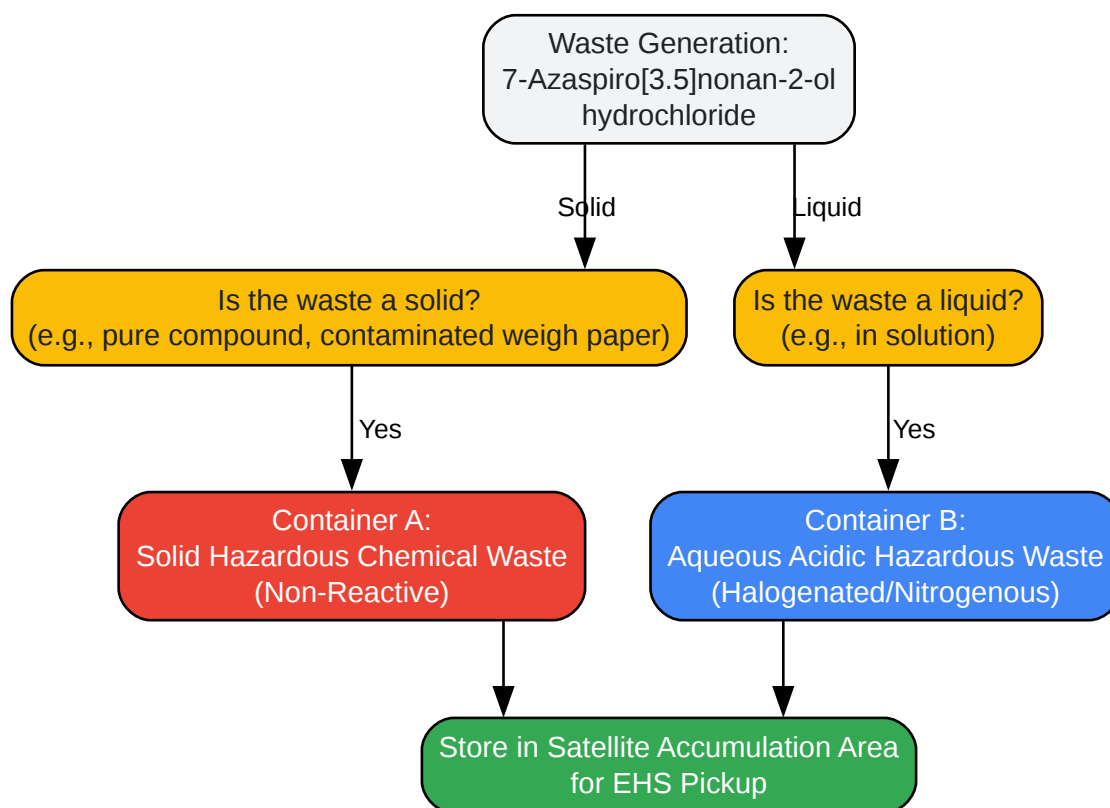 Waste Generation:
7-Azaspiro[3.5]nonan-2-ol
hydrochloride
Solid
Liquid
Is the waste a solid?
(e.g., pure compound, contaminated weigh paper)
Is the waste a liquid?
(e.g., in solution)
Yes
Yes
Container A:
Solid Hazardous Chemical Waste
(Non-Reactive)
Container B:
Aqueous Acidic Hazardous Waste
(Halogenated/Nitrogenous)
Store in Satellite Accumulation Area
for EHS Pickup